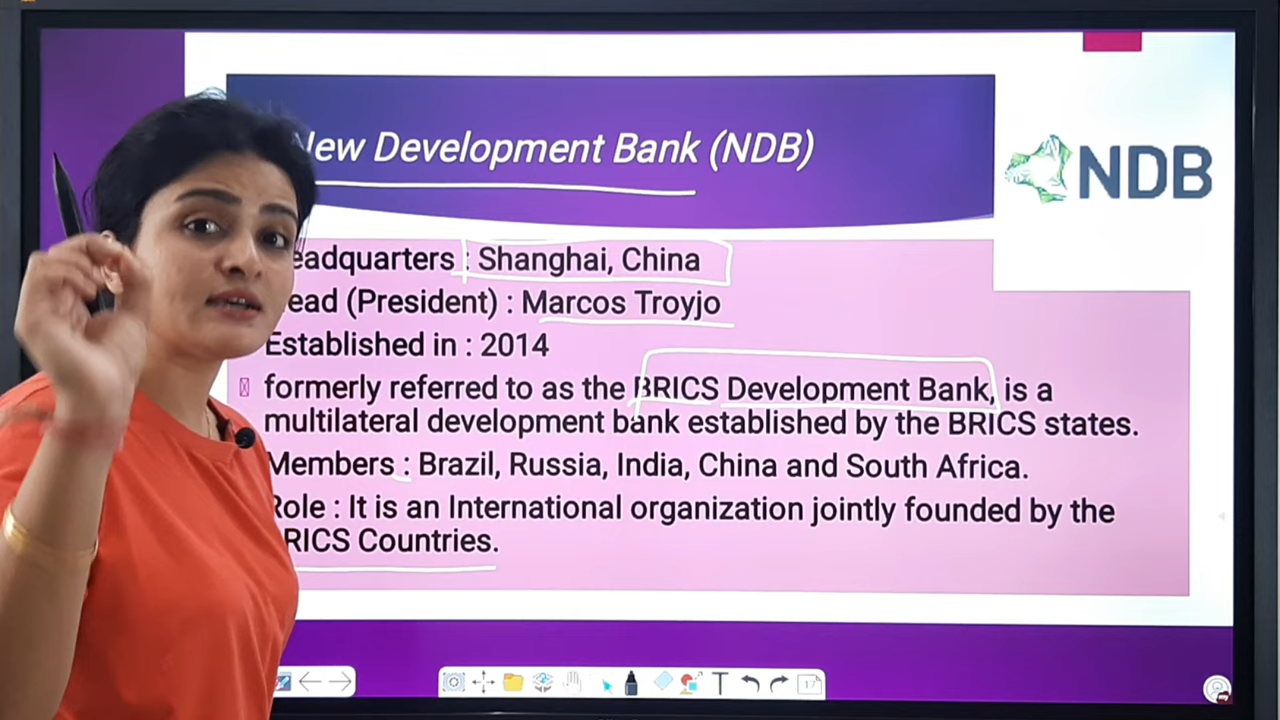 New Development Bank (NDB)
NDB
eadquarters : Shanghai, China
ead (President) : Marcos Troyjo
Established in : 2014
formerly referred to as the BRICS Development Bank, is a
multilateral development bank established by the BRICS states.
Members : Brazil, Russia, India, China and South Africa.
Role : It is an International organization jointly founded by the
RICS Countries.
17